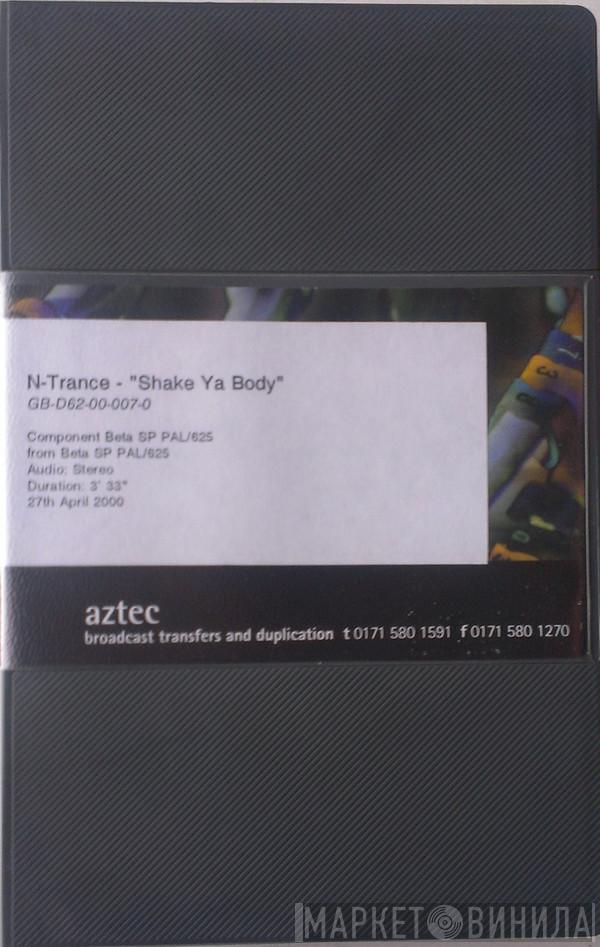 N-Trance - "Shake Ya Body"
GB-D62-00-007-0
Component Beta SP PAL/625
from Beta SP PAL/625
Audio: Stereo
Duration: 3' 33"
27th April 2000
aztec
broadcast transfers and duplication t 0171 580 1591 f 0171 580 1270
МАРКЕТ ВИНИЛА